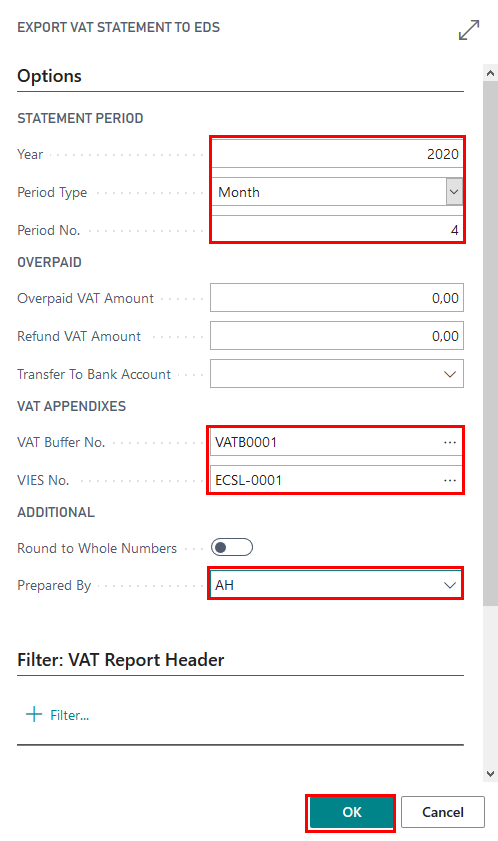 EXPORT VAT STATEMENT TO EDS
Options
STATEMENT PERIOD
Year 2020
Period Type Month
Period No. 4
OVERPAID
Overpaid VAT Amount 0,00
Refund VAT Amount 0,00
Transfer To Bank Account
VAT APPENDIXES
VAT Buffer No. VATB0001 ...
VIES No. ECSL-0001 ...
ADDITIONAL
Round to Whole Numbers
Prepared By AH
Filter: VAT Report Header
+ Filter...
OK Cancel